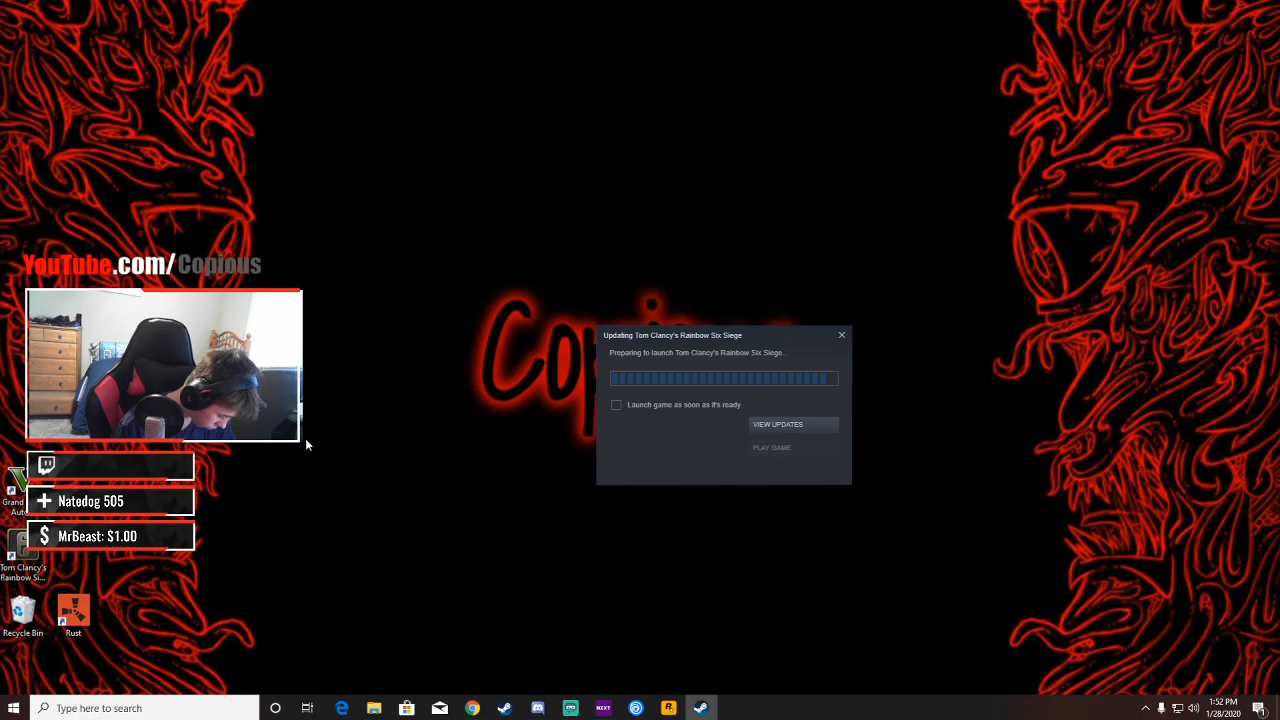 YouTube.com/Copious
Updating Tom Clancy's Rainbow Six Siege
Preparing to launch Tom Clancy's Rainbow Six Siege...
Launch game as soon as it's ready
VIEW UPDATES
PLAY GAME
Natedog 505
MrBeast: $1.00
Grand
Tom Clancy's
Rainbow Si...
Recycle Bin
Rust
Type here to search
NEXT
1:52 PM
1/28/2020